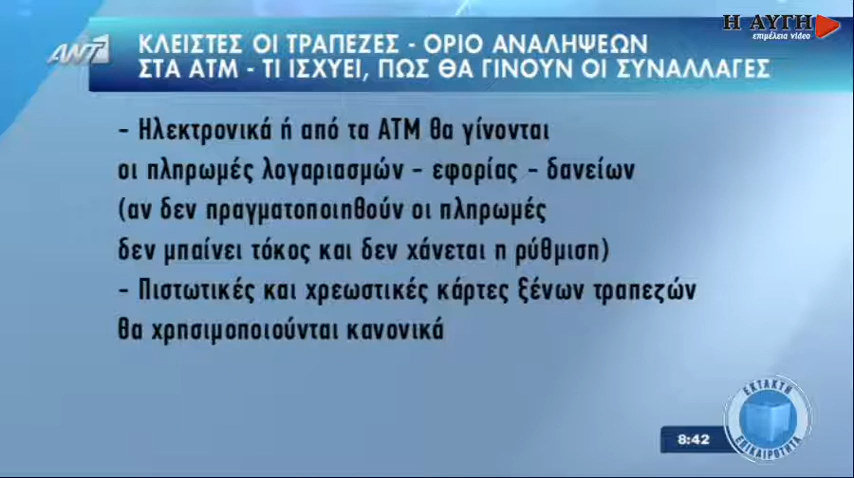 Η ΑΥΓΗ
επιμέλεια video
ΑΝΤ1
ΚΛΕΙΣΤΕΣ ΟΙ ΤΡΑΠΕΖΕΣ - ΟΡΙΟ ΑΝΑΛΗΨΕΩΝ
ΣΤΑ ΑΤΜ - ΤΙ ΙΣΧΥΕΙ, ΠΩΣ ΘΑ ΓΙΝΟΥΝ ΟΙ ΣΥΝΑΛΛΑΓΕΣ
- Ηλεκτρονικά ή από τα ΑΤΜ θα γίνονται
οι πληρωμές λογαριασμών - εφορίας - δανείων
(αν δεν πραγματοποιηθούν οι πληρωμές
δεν μπαίνει τόκος και δεν χάνεται η ρύθμιση)
- Πιστωτικές και χρεωστικές κάρτες ξένων τραπεζών
θα χρησιμοποιούνται κανονικά
ΕΚΤΑΚΤΗ
ΕΠΙΚΑΙΡΟΤΗΤΑ
8:42